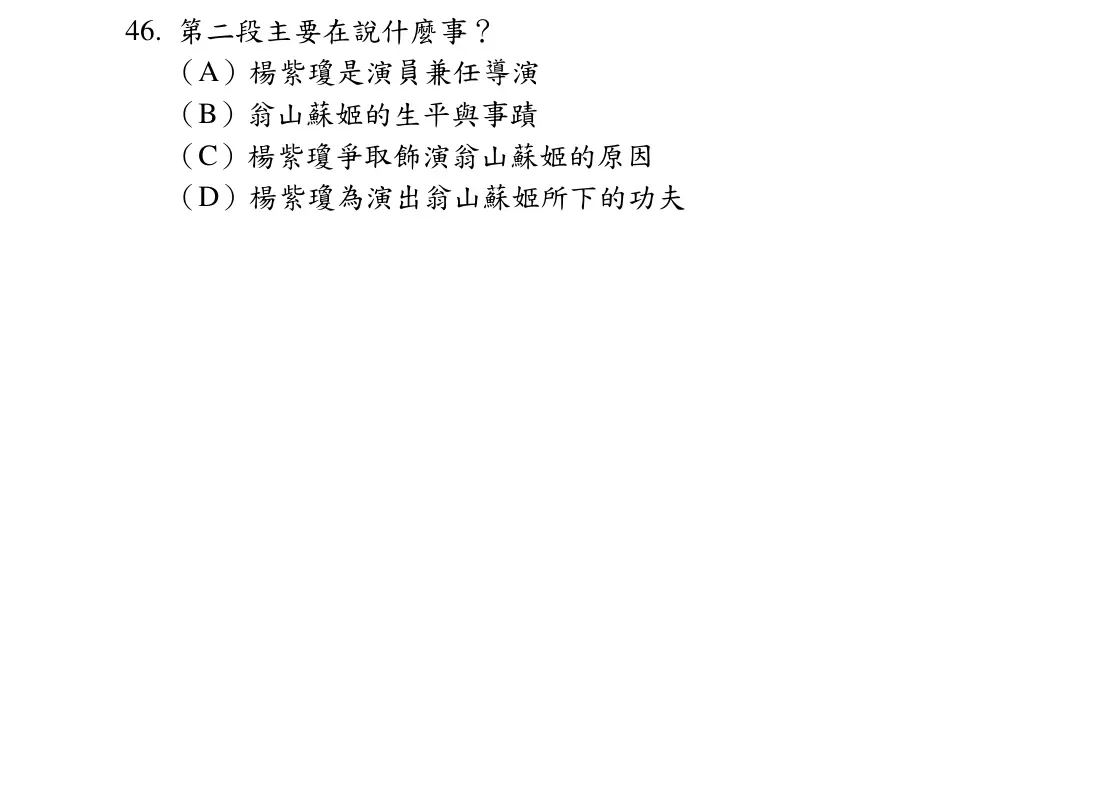 46. 第二段主要在說什麼事？
（A）楊紫瓊是演員兼任導演
（B）翁山蘇姬的生平與事蹟
（C）楊紫瓊爭取飾演翁山蘇姬的原因
（D）楊紫瓊為演出翁山蘇姬所下的功夫